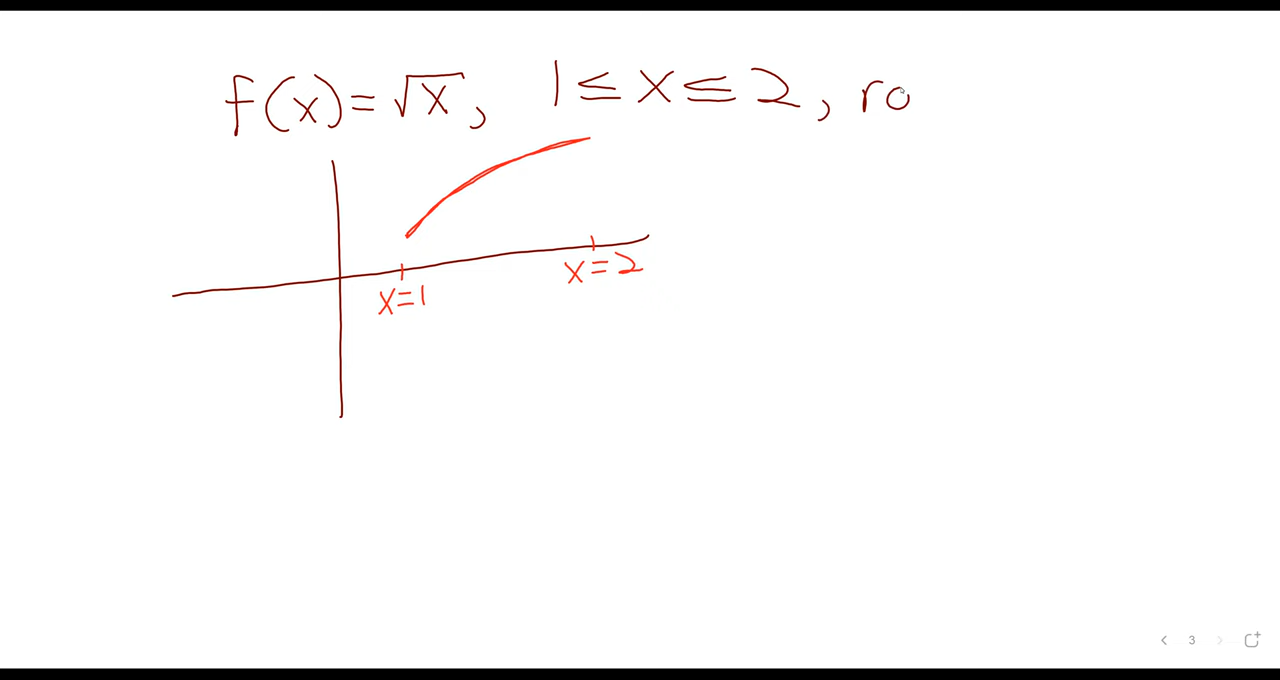 f(x) = √x, 1 ≤ x ≤ 2, ro
x=1
x=2
3